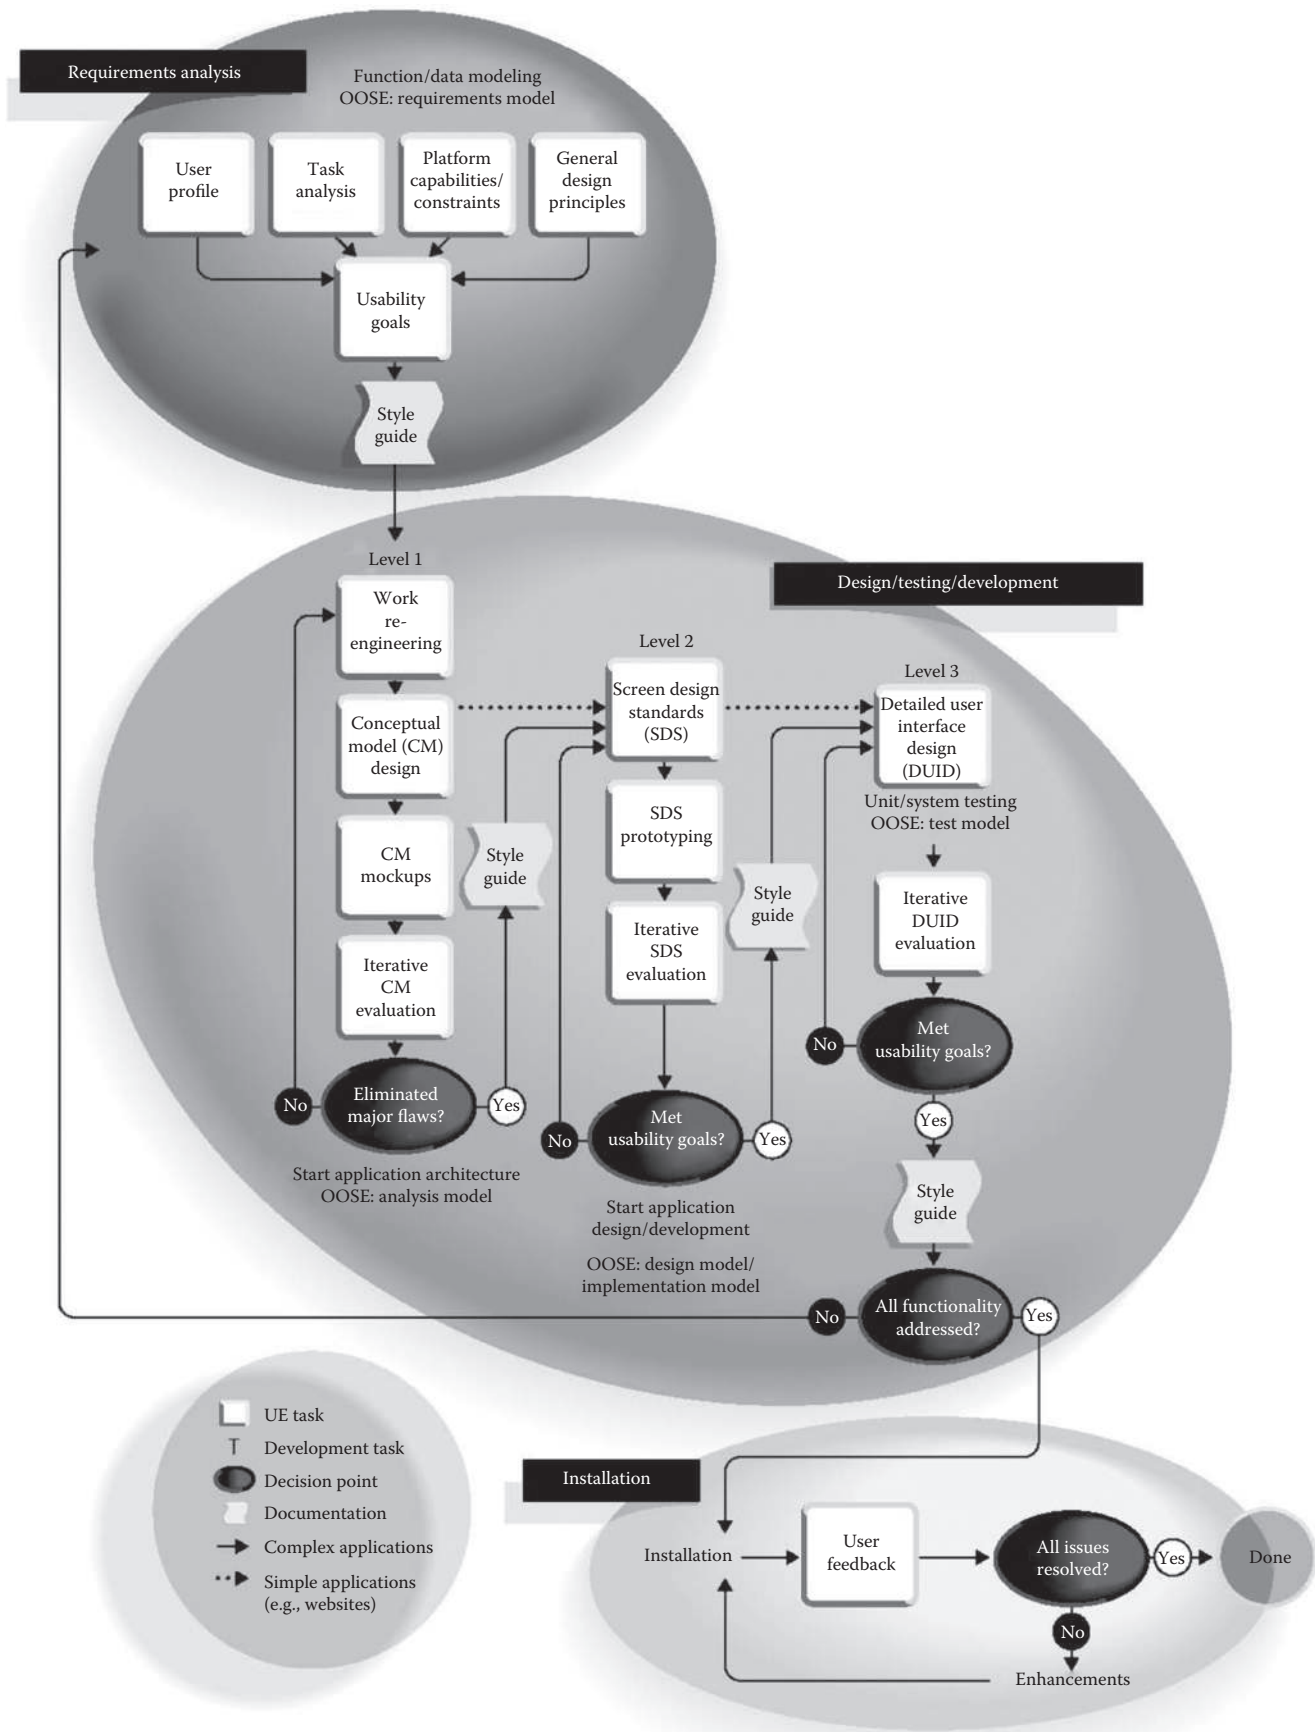 Requirements analysis
Function/data modeling
OOSE: requirements model
User
profile
Task
analysis
Platform
capabilities/
constraints
General
design
principles
Usability
goals
Style
guide
Level 1
Work
re-
engineering
Conceptual
model (CM)
design
CM
mockups
Iterative
CM
evaluation
Eliminated
major flaws?
No
Yes
Start application architecture
OOSE: analysis model
Style
guide
Design/testing/development
Level 2
Screen design
standards
(SDS)
SDS
prototyping
Iterative
SDS
evaluation
Met
usability goals?
No
Yes
Start application
design/development
OOSE: design model/
implementation model
Style
guide
Level 3
Detailed user
interface
design
(DUID)
Unit/system testing
OOSE: test model
Iterative
DUID
evaluation
Met
usability goals?
No
Yes
Style
guide
All functionality
addressed?
No
Yes
UE task
T
Development task
Decision point
Documentation
Complex applications
Simple applications
(e.g., websites)
Installation
Installation
User
feedback
All issues
resolved?
Yes
Done
No
Enhancements